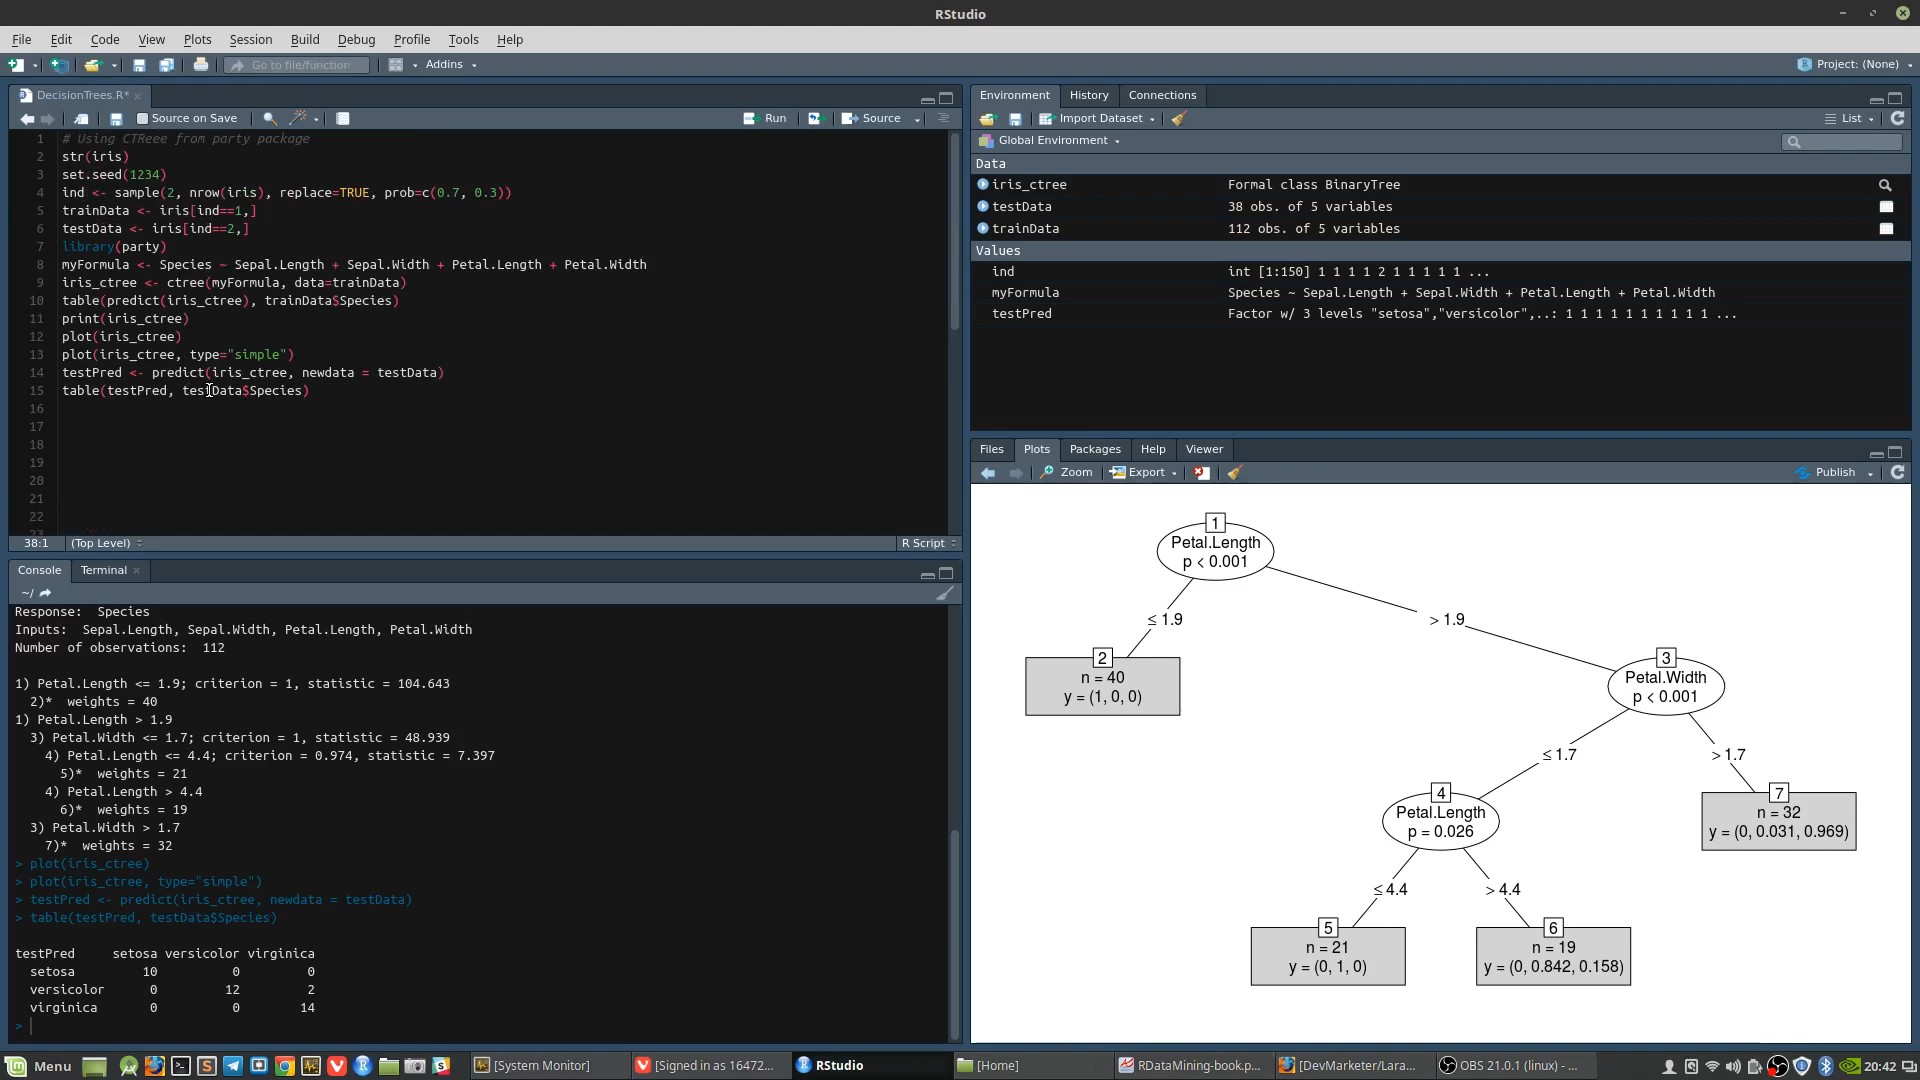 RStudio
File Edit Code View Plots Session Build Debug Profile Tools Help
Go to file/function Addins Project: (None)
DecisionTrees.R*
Source on Save Run Source
1 # Using CTReee from party package
2 str(iris)
3 set.seed(1234)
4 ind <- sample(2, nrow(iris), replace=TRUE, prob=c(0.7, 0.3))
5 trainData <- iris[ind==1,]
6 testData <- iris[ind==2,]
7 library(party)
8 myFormula <- Species ~ Sepal.Length + Sepal.Width + Petal.Length + Petal.Width
9 iris_ctree <- ctree(myFormula, data=trainData)
10 table(predict(iris_ctree), trainData$Species)
11 print(iris_ctree)
12 plot(iris_ctree)
13 plot(iris_ctree, type="simple")
14 testPred <- predict(iris_ctree, newdata = testData)
15 table(testPred, testData$Species)
16
17
18
19
20
21
22
23
38:1 (Top Level) R Script
Console Terminal
~/
Response: Species
Inputs: Sepal.Length, Sepal.Width, Petal.Length, Petal.Width
Number of observations: 112
1) Petal.Length <= 1.9; criterion = 1, statistic = 104.643
2)* weights = 40
1) Petal.Length > 1.9
3) Petal.Width <= 1.7; criterion = 1, statistic = 48.939
4) Petal.Length <= 4.4; criterion = 0.974, statistic = 7.397
5)* weights = 21
4) Petal.Length > 4.4
6)* weights = 19
3) Petal.Width > 1.7
7)* weights = 32
> plot(iris_ctree)
> plot(iris_ctree, type="simple")
> testPred <- predict(iris_ctree, newdata = testData)
> table(testPred, testData$Species)
testPred setosa versicolor virginica
setosa 10 0 0
versicolor 0 12 2
virginica 0 0 14
>
Environment History Connections
Import Dataset List
Global Environment
Data
iris_ctree Formal class BinaryTree
testData 38 obs. of 5 variables
trainData 112 obs. of 5 variables
Values
ind int [1:150] 1 1 1 1 2 1 1 1 1 1 ...
myFormula Species ~ Sepal.Length + Sepal.Width + Petal.Length + Petal.Width
testPred Factor w/ 3 levels "setosa","versicolor",..: 1 1 1 1 1 1 1 1 1 1 ...
Files Plots Packages Help Viewer
Zoom Export Publish
1
Petal.Length
p < 0.001
≤ 1.9 > 1.9
2
n = 40
y = (1, 0, 0)
3
Petal.Width
p < 0.001
≤ 1.7 > 1.7
4
Petal.Length
p = 0.026
7
n = 32
y = (0, 0.031, 0.969)
≤ 4.4 > 4.4
5
n = 21
y = (0, 1, 0)
6
n = 19
y = (0, 0.842, 0.158)
Menu [System Monitor] [Signed in as 16472... RStudio [Home] RDataMining-book.p... [DevMarketer/Lara... OBS 21.0.1 (linux) - ... 20:42